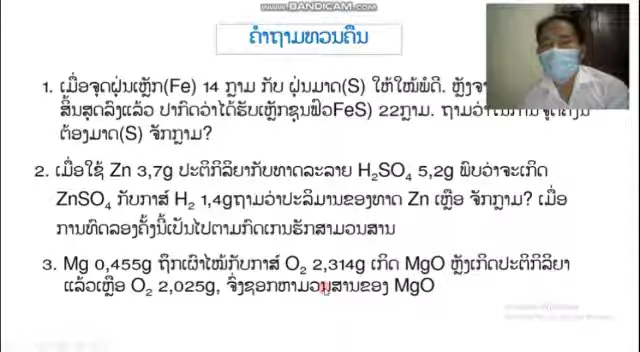 WWW.BANDICAM.COM
ຄຳຖາມທວນຄືນ
1. ເມື່ອຈູດຝຸ່ນເຫຼັກ(Fe) 14 ກຼາມ ກັບ ຝຸ່ນມາດ(S) ໃຫ້ໃໝ້ພໍດີ.
ສິ້ນສຸດລົງແລ້ວ ປາກົດວ່າໄດ້ຮັບເຫຼັກຊຸນຟົວFeS) 22ກຼາມ.
ຕ້ອງມາດ(S) ຈັກກຼາມ?
2. ເມື່ອໃຊ້ Zn 3,7g ປະຕິກິລິຍາກັບທາດລະລາຍ H₂SO₄ 5,2g ພົບວ່າຈະເກີດ
ZnSO₄ ກັບກາສ໌ H₂ 1,4gຖາມວ່າປະລິມານຂອງທາດ Zn ເຫຼືອ ຈັກກຼາມ? ເມື່ອ
ການທົດລອງຄັ້ງນີ້ເປັນໄປຕາມກົດເກນຮັກສາມວນສານ
3. Mg 0,455g ຖືກເຜົາໄໝ້ກັບກາສ໌ O₂ 2,314g ເກີດ MgO ຫຼັງເກີດປະຕິກິລິຍາ
ແລ້ວເຫຼືອ O₂ 2,025g, ຈົ່ງຊອກຫາມວນສານຂອງ MgO